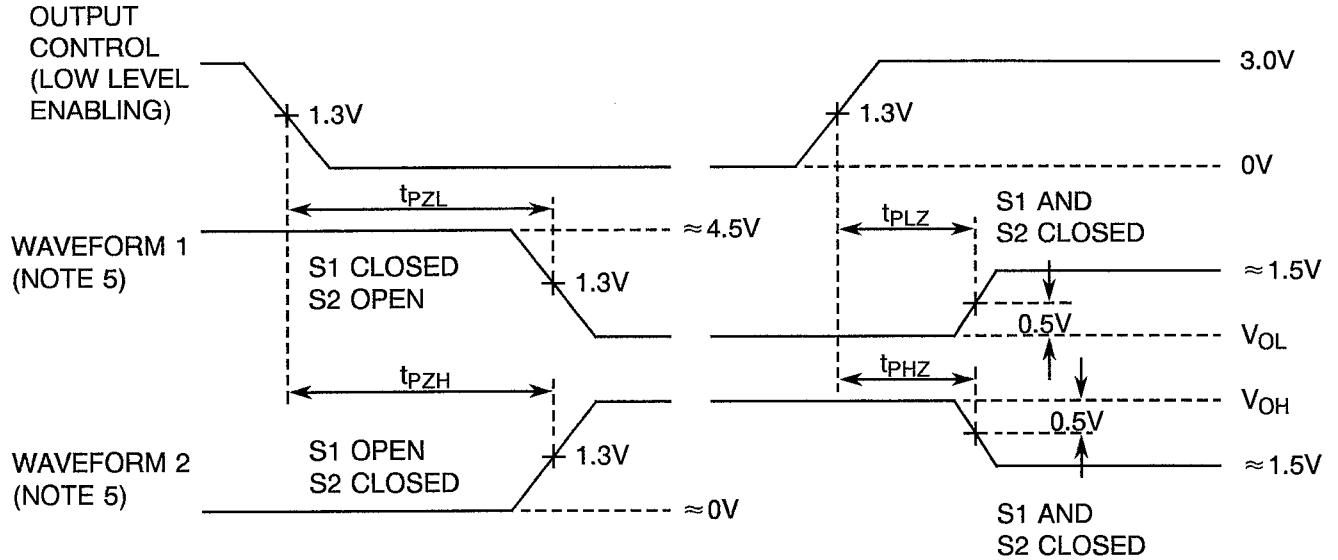 OUTPUT
CONTROL
(LOW LEVEL
ENABLING)
1.3V
1.3V
3.0V
0V
tPZL
tPLZ
S1 AND
S2 CLOSED
WAVEFORM 1
(NOTE 5)
S1 CLOSED
S2 OPEN
≈4.5V
1.3V
≈1.5V
0.5V
VOL
tPZH
tPHZ
VOH
0.5V
WAVEFORM 2
(NOTE 5)
S1 OPEN
S2 CLOSED
1.3V
≈1.5V
≈0V
S1 AND
S2 CLOSED